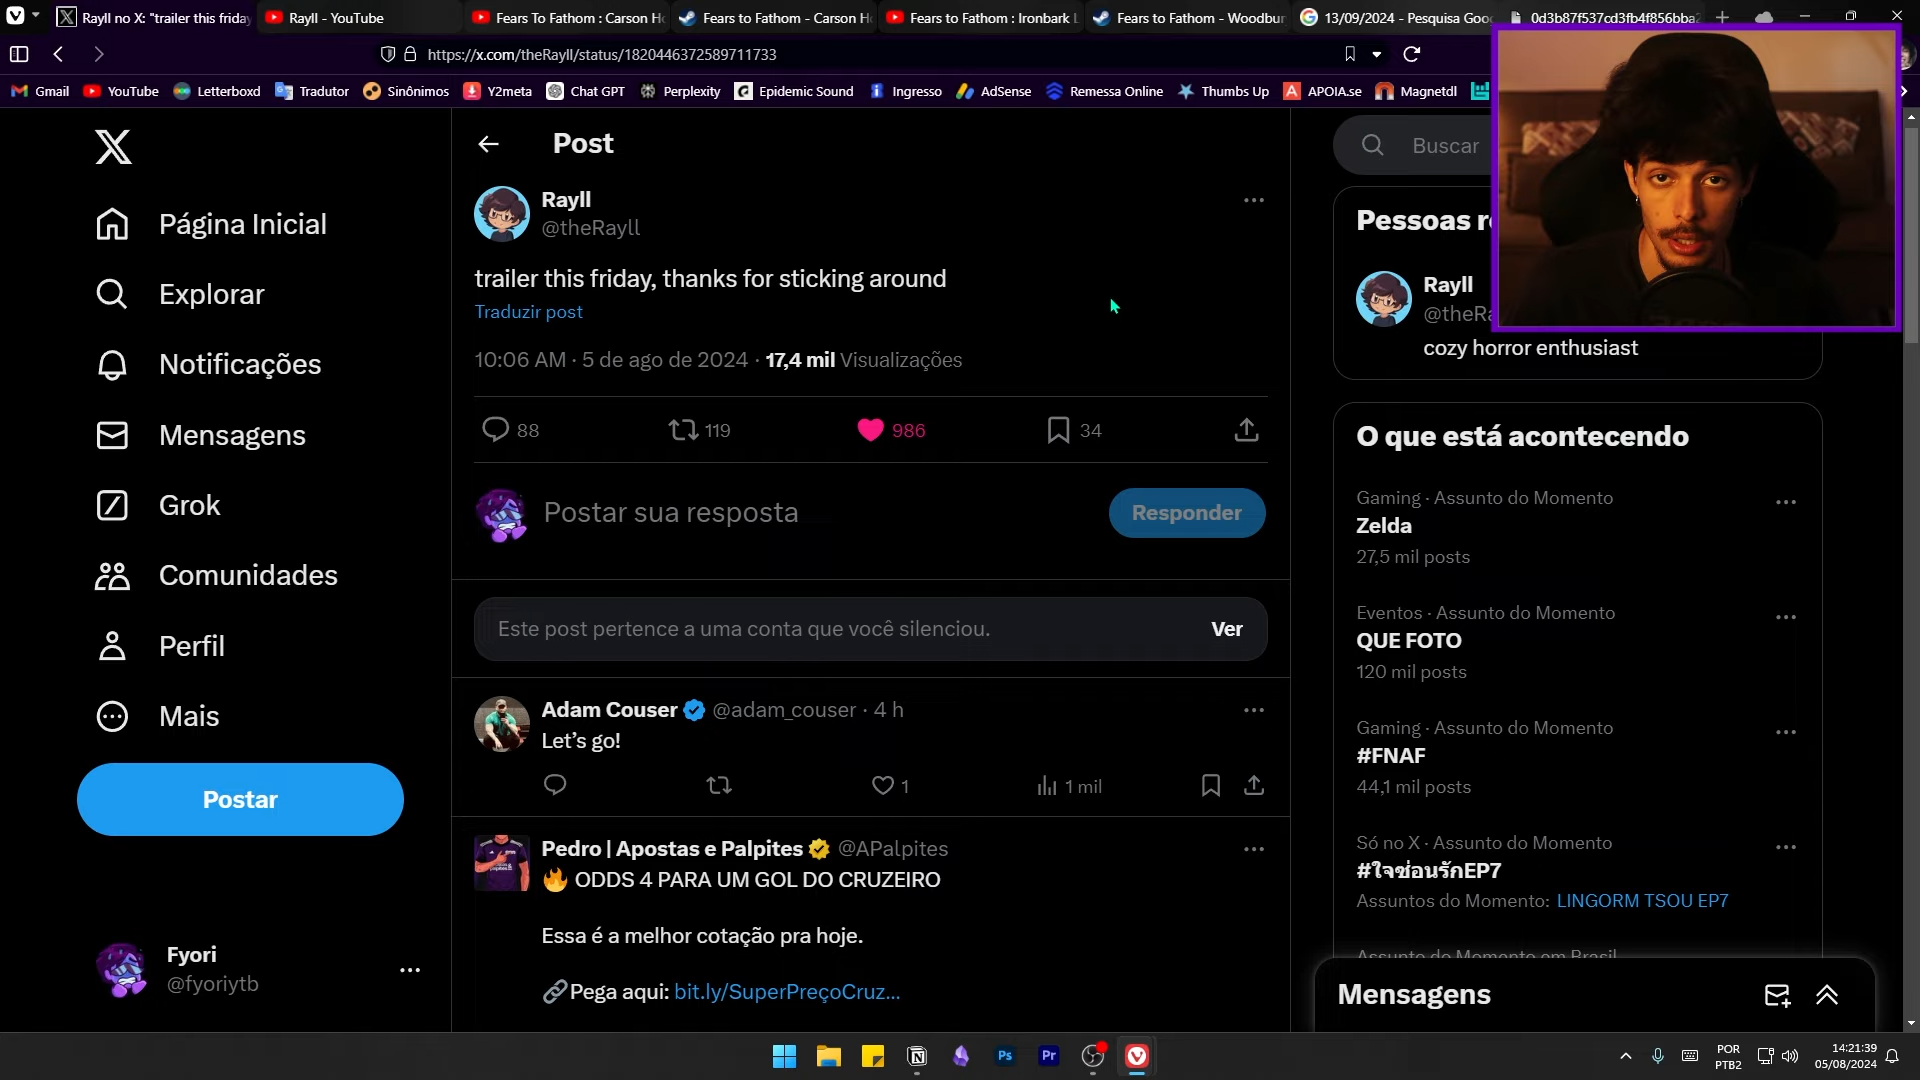 Rayll no X: "trailer this friday
Rayll - YouTube
Fears To Fathom : Carson Ho
Fears to Fathom - Carson H
Fears to Fathom : Ironbark L
Fears to Fathom - Woodbur
13/09/2024 - Pesquisa Goo
0d3b87f537cd3fb4f856bba2
https://x.com/theRayll/status/1820446372589711733
Gmail
YouTube
Letterboxd
Tradutor
Sinônimos
Y2meta
Chat GPT
Perplexity
Epidemic Sound
Ingresso
AdSense
Remessa Online
Thumbs Up
APOIA.se
Magnetdl
Página Inicial
Explorar
Notificações
Mensagens
Grok
Comunidades
Perfil
Mais
Postar
Fyori
@fyoriytb
Post
Rayll
@theRayll
trailer this friday, thanks for sticking around
Traduzir post
10:06 AM · 5 de ago de 2024 · 17,4 mil Visualizações
88
119
986
34
Postar sua resposta
Responder
Este post pertence a uma conta que você silenciou.
Ver
Adam Couser @adam_couser · 4 h
Let's go!
1
1 mil
Pedro | Apostas e Palpites @APalpites
🔥 ODDS 4 PARA UM GOL DO CRUZEIRO
Essa é a melhor cotação pra hoje.
🔗Pega aqui: bit.ly/SuperPreçoCruz...
Buscar
Pessoas r
Rayll
@theRa
cozy horror enthusiast
O que está acontecendo
Gaming · Assunto do Momento
Zelda
27,5 mil posts
Eventos · Assunto do Momento
QUE FOTO
120 mil posts
Gaming · Assunto do Momento
#FNAF
44,1 mil posts
Só no X · Assunto do Momento
#ใจซ่อนรักEP7
Assuntos do Momento: LINGORM TSOU EP7
Assunto do Momento em Brasil
Mensagens
Ps
Pr
POR
PTB2
14:21:39
05/08/2024